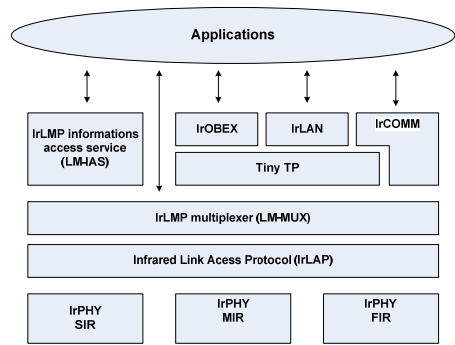 Applications
IrLMP informations
access service
(LM-IAS)
IrOBEX
IrLAN
IrCOMM
Tiny TP
IrLMP multiplexer (LM-MUX)
Infrared Link Acess Protocol (IrLAP)
IrPHY
SIR
IrPHY
MIR
IrPHY
FIR